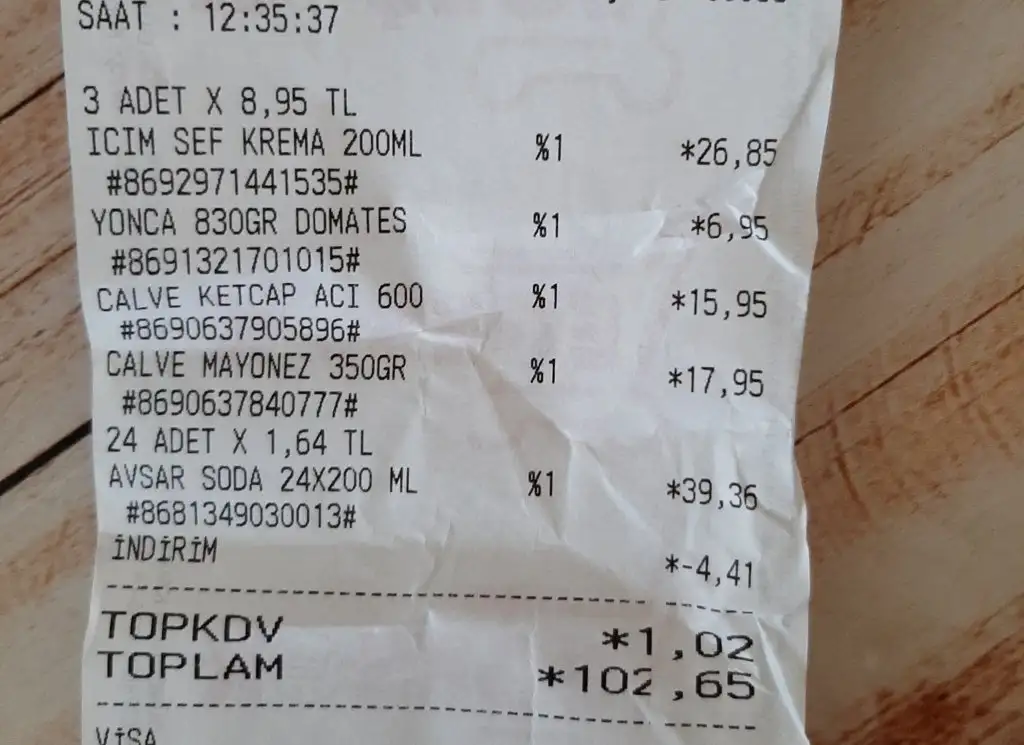 SAAT : 12:35:37
3 ADET X 8,95 TL
ICIM SEF KREMA 200ML %1 *26,85
#8692971441535#
YONCA 830GR DOMATES %1 *6,95
#8691321701015#
CALVE KETCAP ACI 600 %1 *15,95
#8690637905896#
CALVE MAYONEZ 350GR %1 *17,95
#8690637840777#
24 ADET X 1,64 TL
AVSAR SODA 24X200 ML %1 *39,36
#8681349030013#
İNDİRİM *-4,41
TOPKDV *1,02
TOPLAM *102,65
VİSA